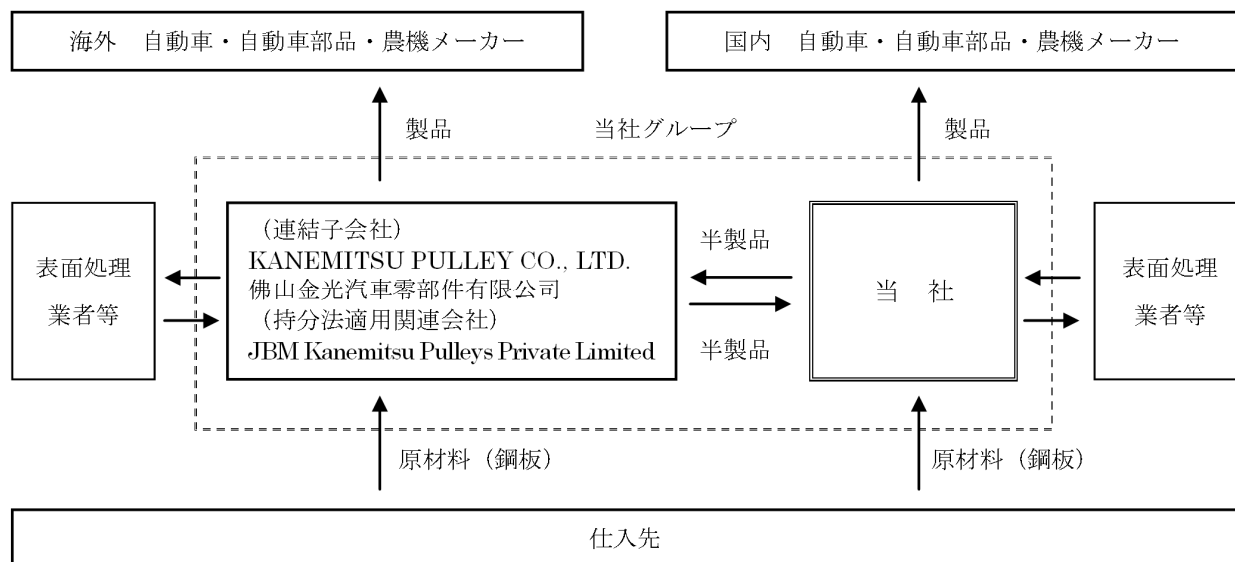 海外　自動車・自動車部品・農機メーカー
国内　自動車・自動車部品・農機メーカー
製品
当社グループ
製品
表面処理
業者等
（連結子会社）
KANEMITSU PULLEY CO., LTD.
佛山金光汽車零部件有限公司
（持分法適用関連会社）
JBM Kanemitsu Pulleys Private Limited
半製品
半製品
当　社
表面処理
業者等
原材料（鋼板）
原材料（鋼板）
仕入先